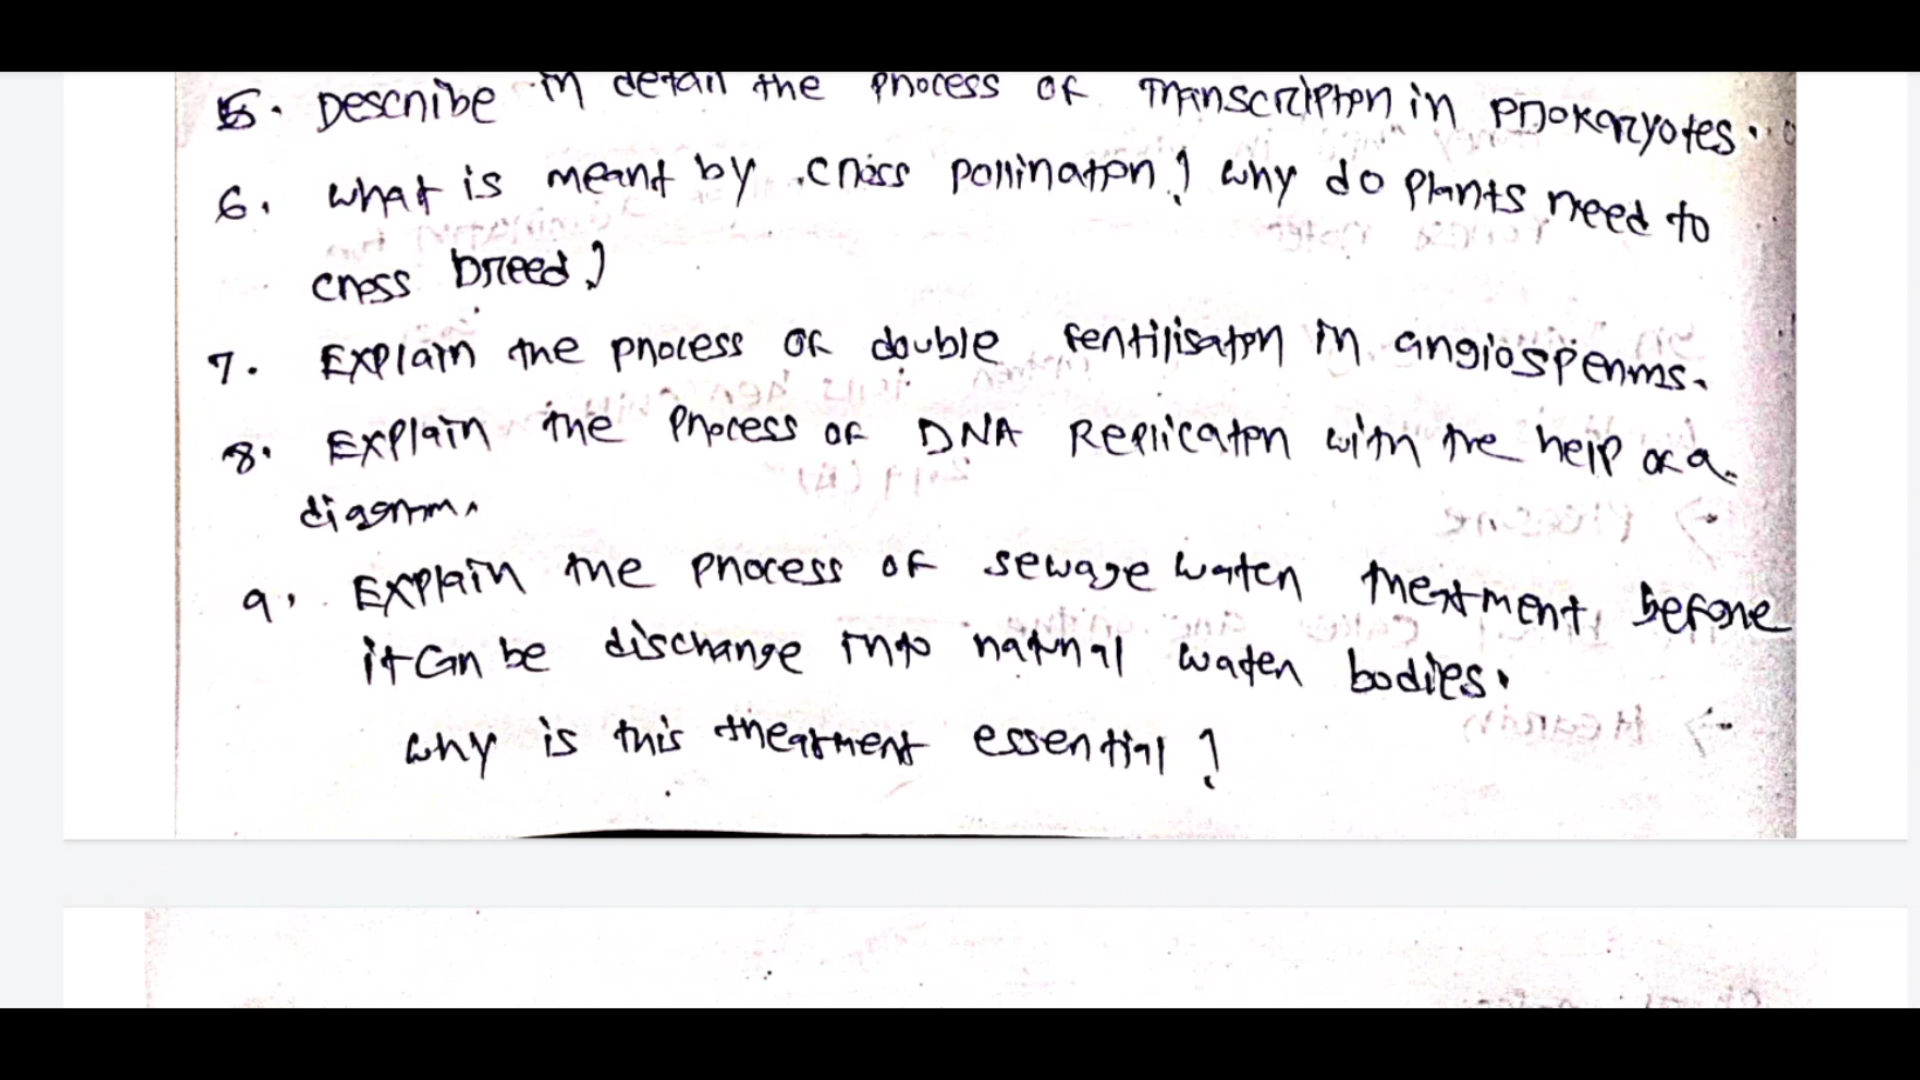 5. Describe in detail the process of Transcription in prokaryotes.
6. what is meant by cross pollination? why do plants need to
cross breed?
7. Explain the process of double fertilisation in angiosperms.
8. Explain the process of DNA Replication with the help of a
diagram.
9. Explain the process of sewage water treatment, before
it can be discharge into natural water bodies.
why is this treatment essential?